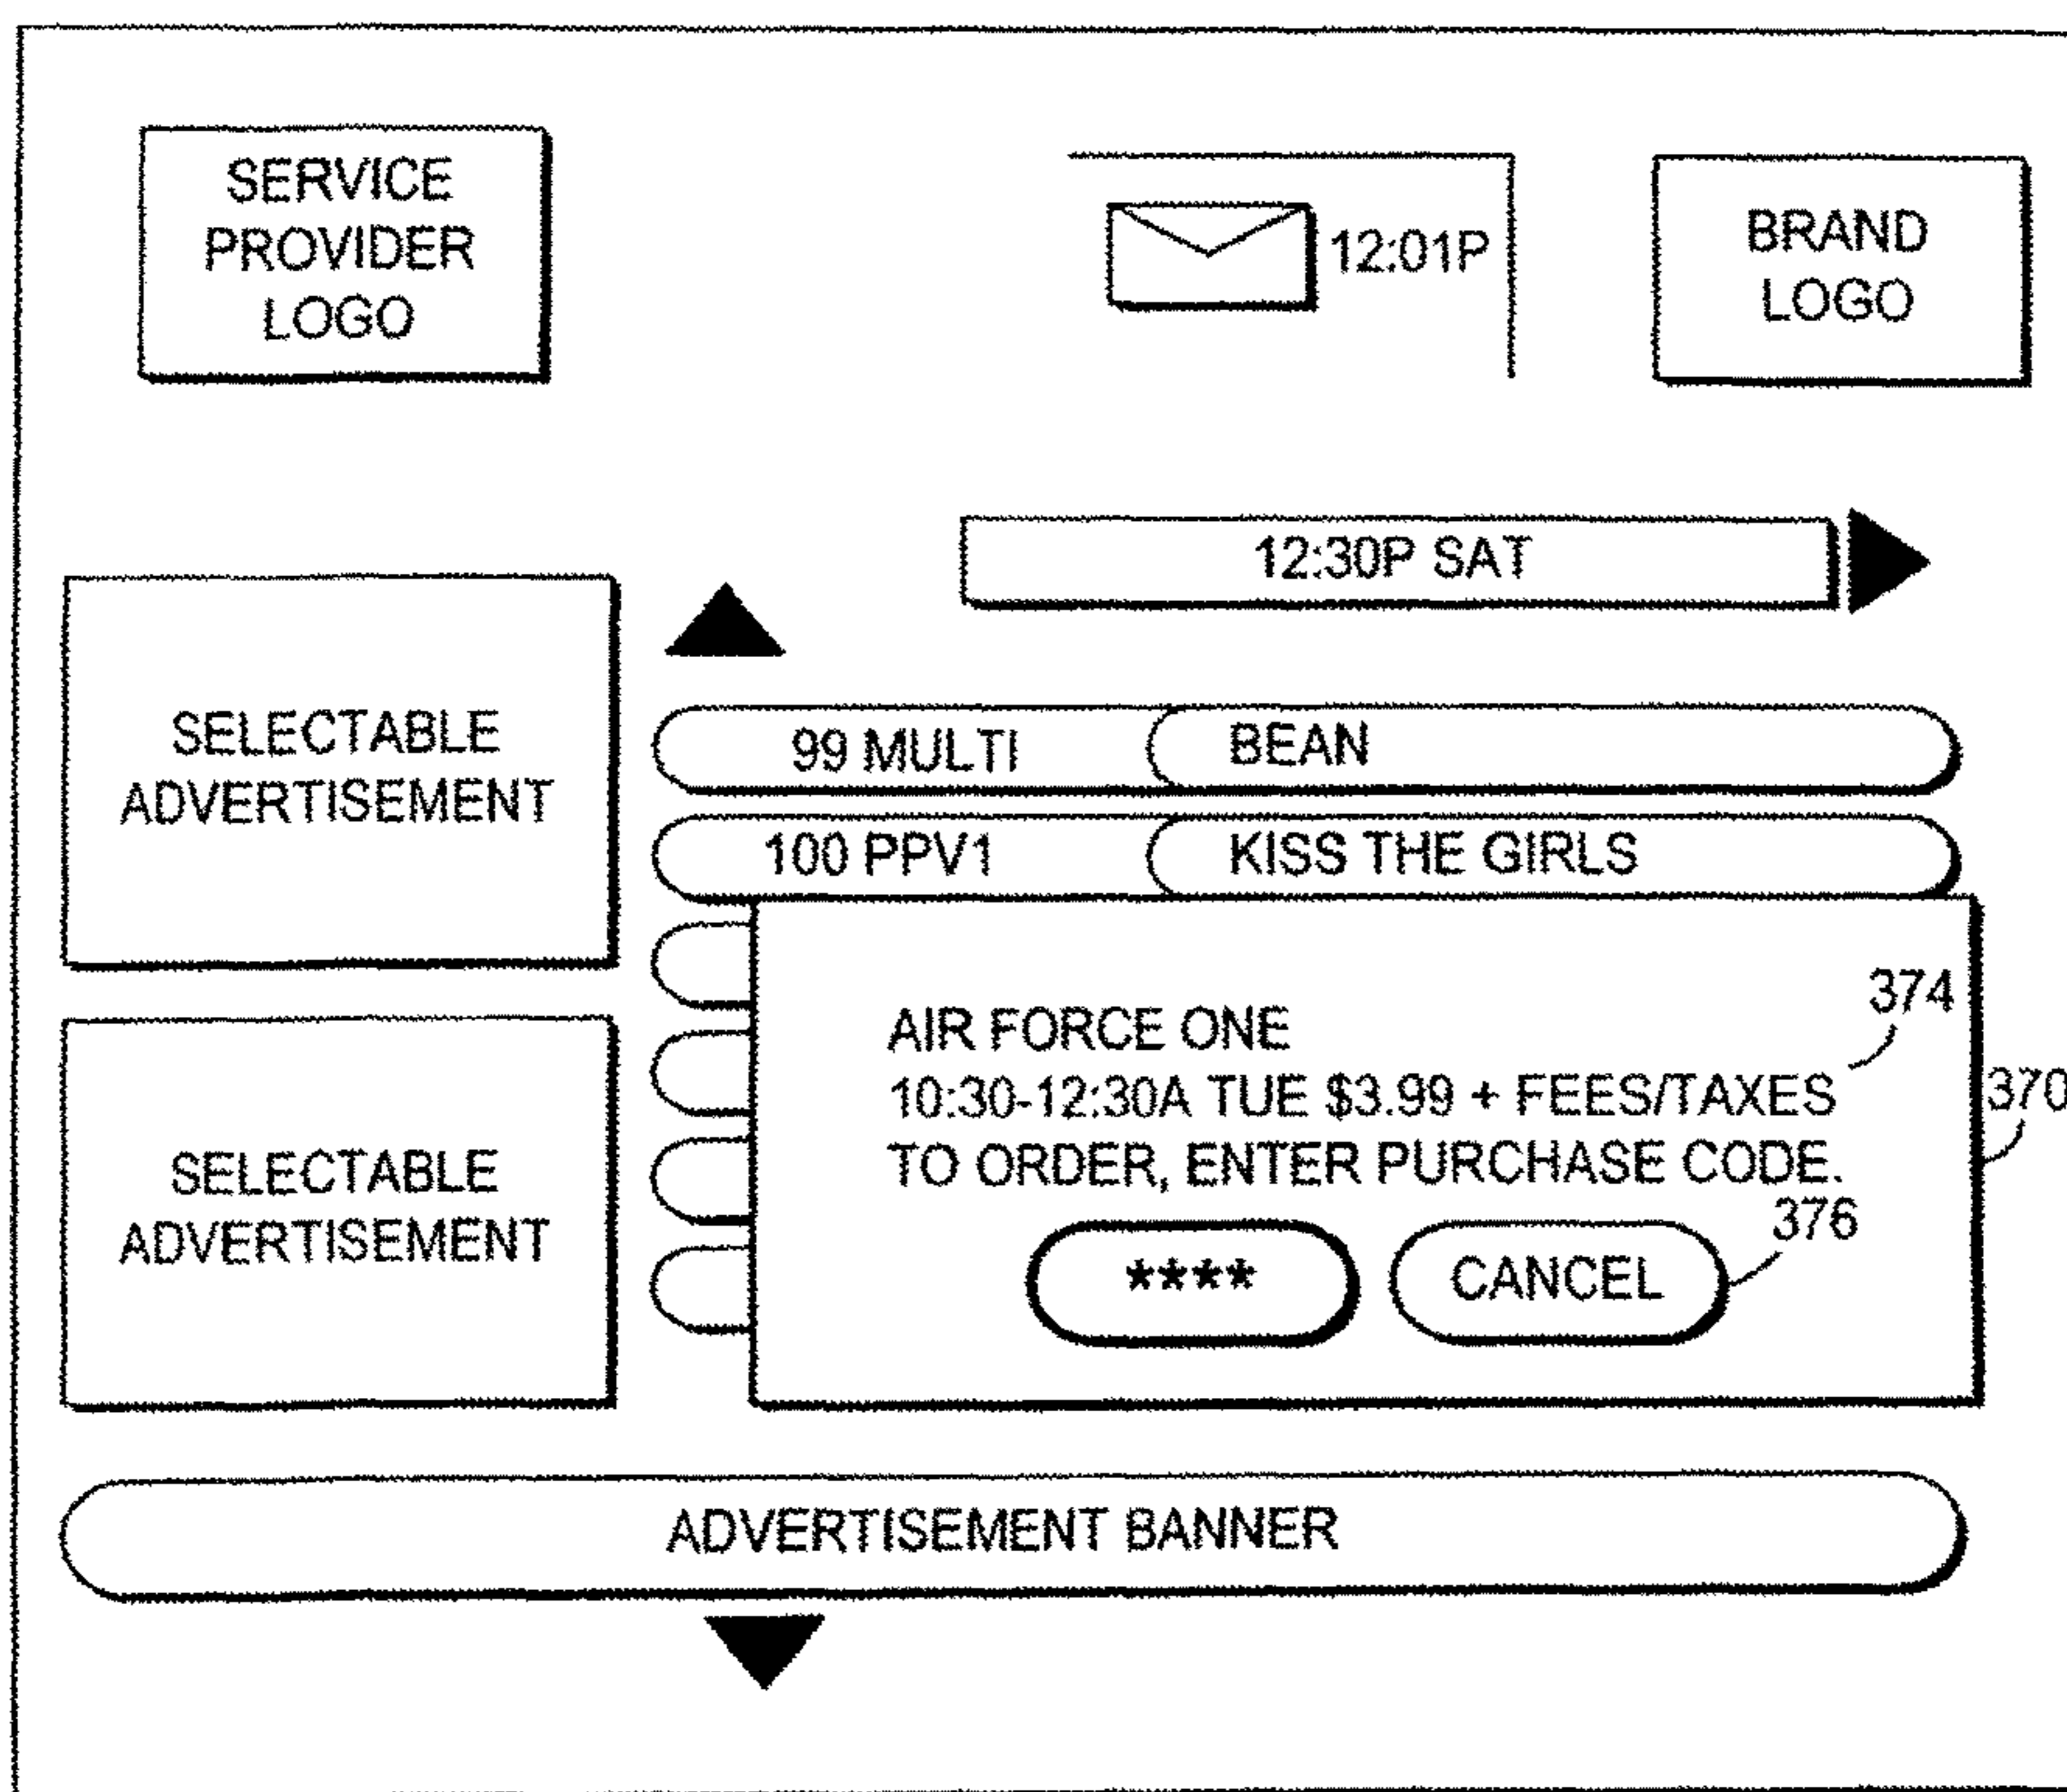 SERVICE
PROVIDER
LOGO
12:01P
BRAND
LOGO
12:30P SAT
SELECTABLE
ADVERTISEMENT
99 MULTI BEAN
100 PPV1 KISS THE GIRLS
374
AIR FORCE ONE
10:30-12:30A TUE $3.99 + FEES/TAXES
370
TO ORDER, ENTER PURCHASE CODE.
376
**** CANCEL
SELECTABLE
ADVERTISEMENT
ADVERTISEMENT BANNER